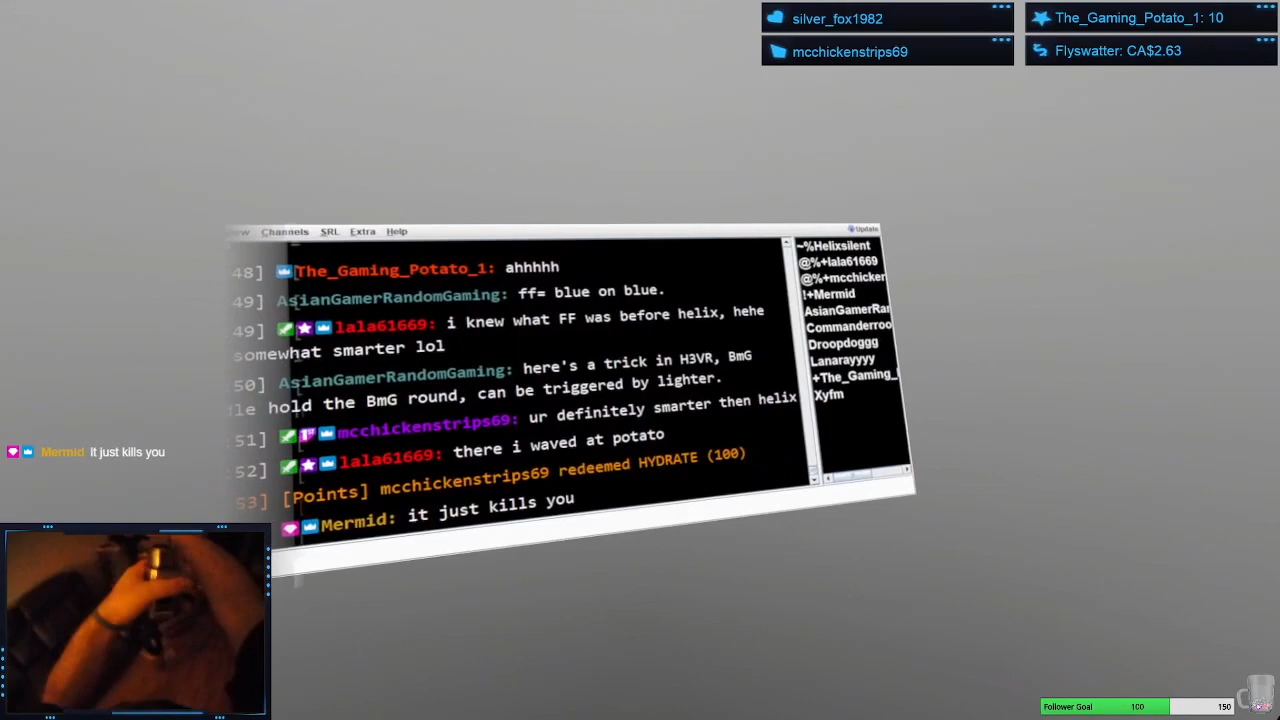 silver_fox1982
The_Gaming_Potato_1: 10
mcchickenstrips69
Flyswatter: CA$2.63
Channels SRL Extra Help
Update
48] The_Gaming_Potato_1: ahhhhh
49] AsianGamerRandomGaming: ff= blue on blue.
49] lala61669: i knew what FF was before helix, hehe
somewhat smarter lol
50] AsianGamerRandomGaming: here's a trick in H3VR, BmG
hold the BmG round, can be triggered by lighter.
:51] mcchickenstrips69: ur definitely smarter then helix
:52] lala61669: there i waved at potato
53] [Points] mcchickenstrips69 redeemed HYDRATE (100)
Mermid: it just kills you
~%Helixsilent
@%+lala61669
@%+mcchicker
!+Mermid
AsianGamerRar
Commanderroo
Droopdoggg
Lanarayyyy
+The_Gaming_
Xyfm
Mermid It just kills you
Follower Goal 100 150